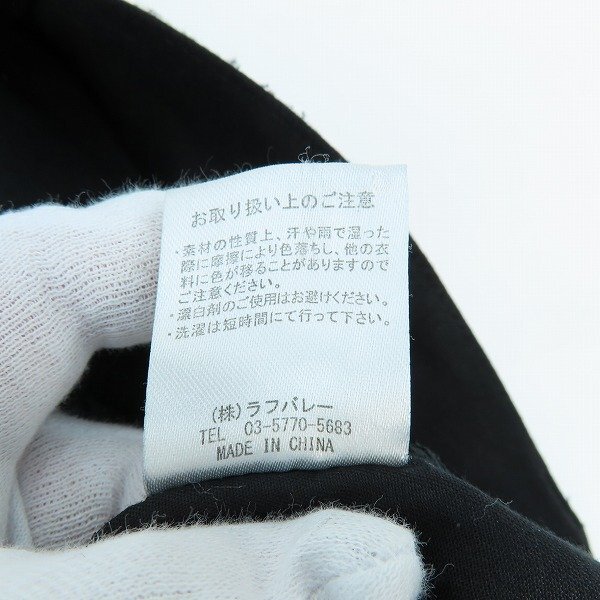 お取り扱い上のご注意
・素材の性質上、汗や雨で湿った
際に摩擦により色落ちし、他の衣
料に色が移ることがありますので
ご注意ください。
・漂白剤のご使用はお避けください。
・洗濯は短時間にて行って下さい。
(株)ラフバレー
TEL 03-5770-5683
MADE IN CHINA